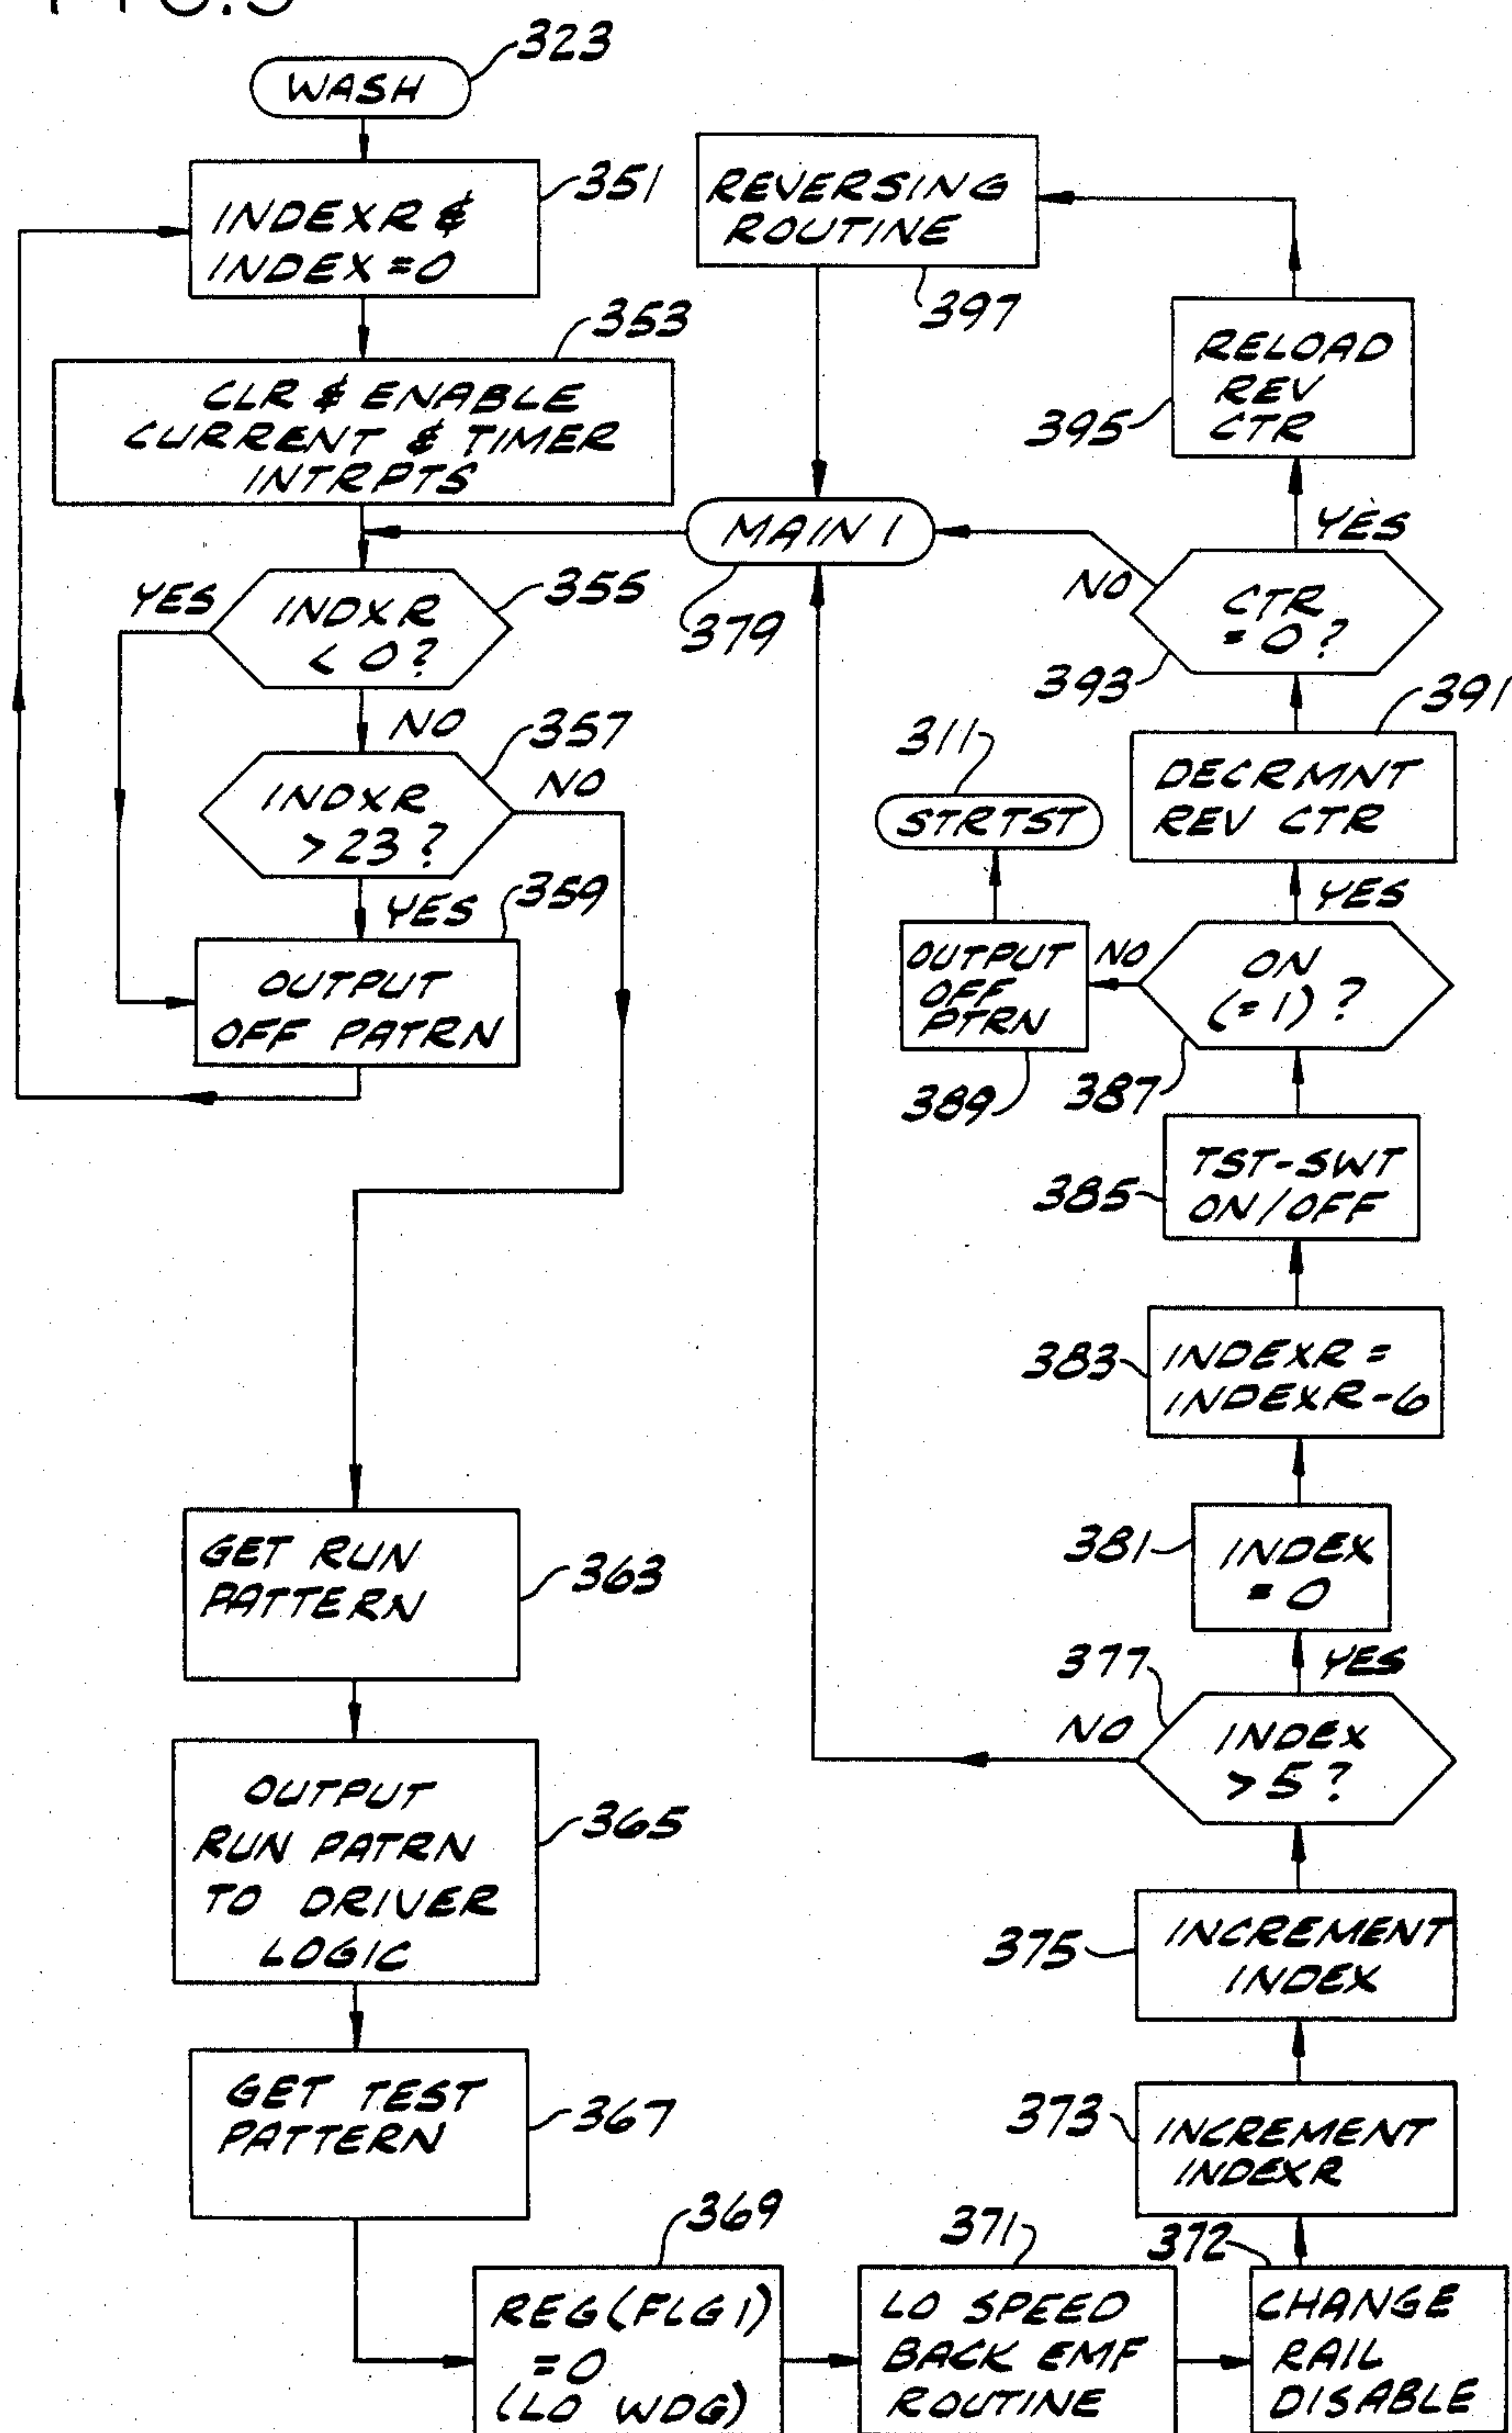 FIG.9
WASH
323
INDEXR &
INDEX = 0
351
CLR & ENABLE
CURRENT & TIMER
INTRPTS
353
INDXR
< 0?
355
YES
NO
INDXR
> 23?
357
NO
YES
OUTPUT
OFF PATRN
359
GET RUN
PATTERN
363
OUTPUT
RUN PATRN
TO DRIVER
LOGIC
365
GET TEST
PATTERN
367
REG(FLG1)
= 0
(LO WDG)
369
LO SPEED
BACK EMF
ROUTINE
371
CHANGE
RAIL
DISABLE
372
INCREMENT
INDEXR
373
INCREMENT
INDEX
375
INDEX
> 5?
377
NO
YES
INDEX
= 0
381
INDEXR =
INDEXR-6
383
TST-SWT
ON/OFF
385
ON
(=1)?
387
NO
YES
OUTPUT
OFF
PTRN
389
STRTST
311
DECRMNT
REV CTR
391
CTR
= 0?
393
NO
YES
RELOAD
REV
CTR
395
REVERSING
ROUTINE
397
MAIN 1
379